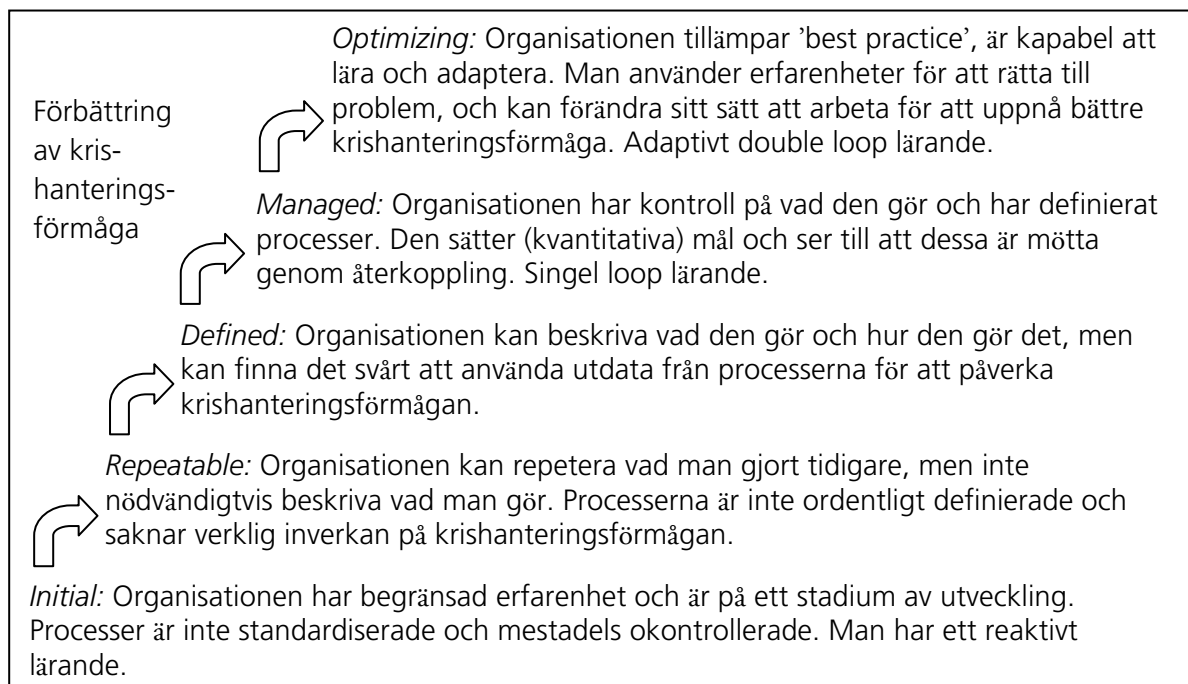 Optimizing: Organisationen tillämpar ’best practice’, är kapabel att
lära och adaptera. Man använder erfarenheter för att rätta till
problem, och kan förändra sitt sätt att arbeta för att uppnå bättre
krishanteringsförmåga. Adaptivt double loop lärande.
Förbättring
av kris-
hanterings-
förmåga
Managed: Organisationen har kontroll på vad den gör och har definierat
processer. Den sätter (kvantitativa) mål och ser till att dessa är mötta
genom återkoppling. Singel loop lärande.
Defined: Organisationen kan beskriva vad den gör och hur den gör det, men
kan finna det svårt att använda utdata från processerna för att påverka
krishanteringsförmågan.
Repeatable: Organisationen kan repetera vad man gjort tidigare, men inte
nödvändigtvis beskriva vad man gör. Processerna är inte ordentligt definierade och
saknar verklig inverkan på krishanteringsförmågan.
Initial: Organisationen har begränsad erfarenhet och är på ett stadium av utveckling.
Processer är inte standardiserade och mestadels okontrollerade. Man har ett reaktivt
lärande.